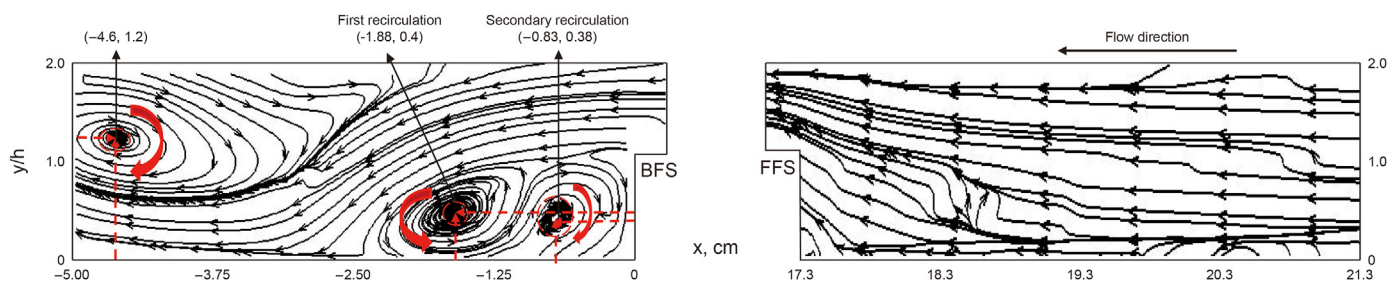 First recirculation
(-1.88, 0.4)
Secondary recirculation
(−0.83, 0.38)
(−4.6, 1.2)
Flow direction
2.0
1.0
0
y/h
BFS
−5.00
−3.75
−2.50
−1.25
0
x, cm
FFS
2.0
1.0
0
17.3
18.3
19.3
20.3
21.3